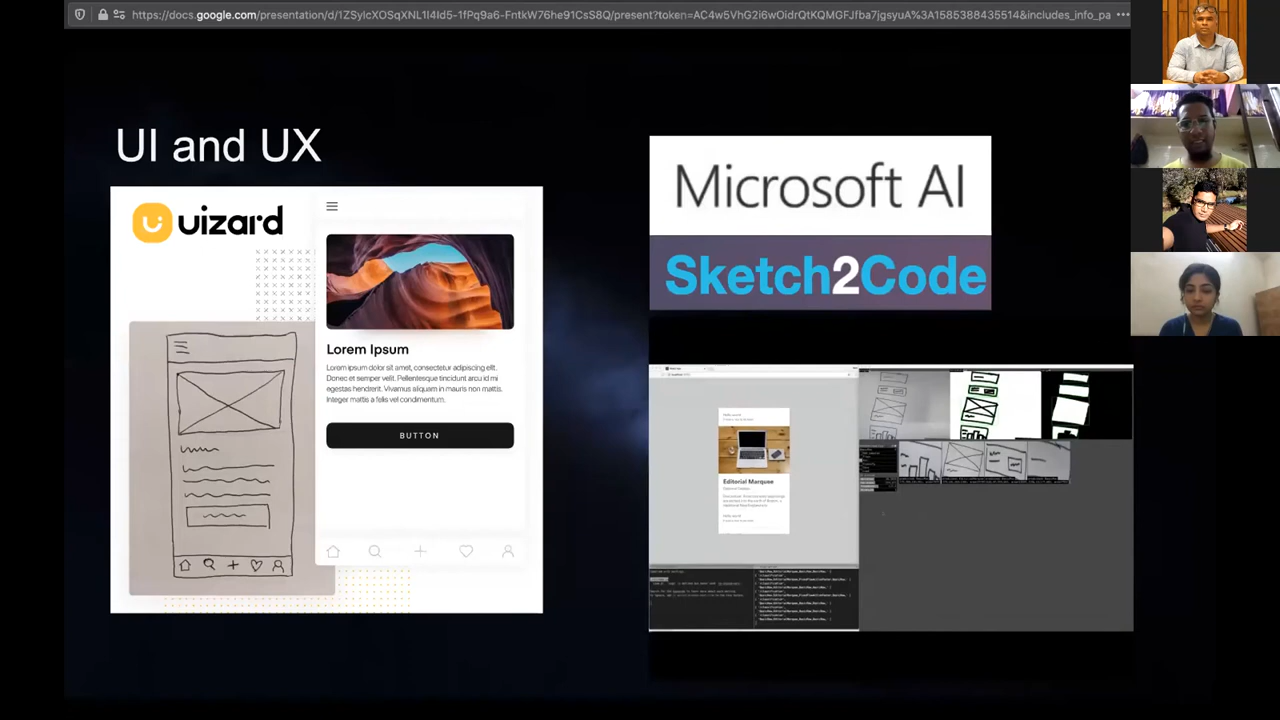 https://docs.google.com/presentation/d/1ZSyIcXOSqXNL1I4Id5-1fPq9a6-FntkW76he91CsS8Q/present?token=AC4w5VhG2i6wOidrQtKQMGFJfba7jgsyuA%3A1585388435514&includes_info_pa
UI and UX
uizard
Lorem Ipsum
Lorem ipsum dolor sit amet, consectetur adipiscing elit.
Donec et semper velit. Pellentesque tincidunt arcu id mi
egestas hendrerit. Vivamus aliquam in mauris non mattis.
Integer mattis a felis vel condimentum.
BUTTON
Microsoft AI
Sketch2Code
Editorial Marquee